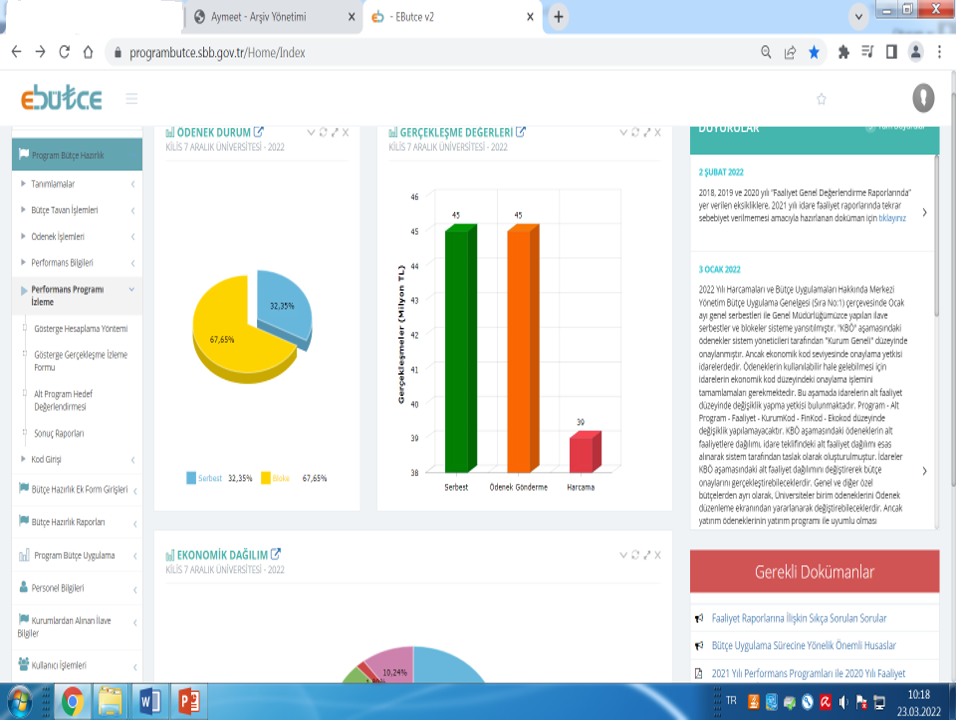 Aymeet - Arşiv Yönetimi
EButce v2
programbutce.sbb.gov.tr/Home/Index
ebütçe
Program Bütçe Hazırlık
Tanımlamalar
Bütçe Tavan İşlemleri
Ödenek İşlemleri
Performans Bilgileri
Performans Programı
İzleme
Gösterge Hesaplama Yöntemi
Gösterge Gerçekleşme İzleme
Formu
Alt Program Hedef
Değerlendirmesi
Sonuç Raporları
Kod Girişi
Bütçe Hazırlık Ek Form Girişleri
Bütçe Hazırlık Raporları
Program Bütçe Uygulama
Personel Bilgileri
Kurumlardan Alınan İlave
Bilgiler
Kullanıcı İşlemleri
ÖDENEK DURUM
KİLİS 7 ARALIK ÜNİVERSİTESİ - 2022
32,35%
67,65%
Serbest 32,35% Bloke 67,65%
GERÇEKLEŞME DEĞERLERİ
KİLİS 7 ARALIK ÜNİVERSİTESİ - 2022
Gerçekleşmeler (Milyon TL)
46
45
44
43
42
41
40
39
38
45
45
39
Serbest
Ödenek Gönderme
Harcama
EKONOMİK DAĞILIM
KİLİS 7 ARALIK ÜNİVERSİTESİ - 2022
10,24%
DUYURULAR
2 ŞUBAT 2022
2018, 2019 ve 2020 yılı "Faaliyet Genel Değerlendirme Raporlarında"
yer verilen eksikliklere, 2021 yılı idare faaliyet raporlarında tekrar
sebebiyet verilmemesi amacıyla hazırlanan doküman için tıklayınız
3 OCAK 2022
2022 Yılı Harcamaları ve Bütçe Uygulamaları Hakkında Merkezi
Yönetim Bütçe Uygulama Genelgesi (Sıra No:1) çerçevesinde Ocak
ayı genel serbestleri ile Genel Müdürlüğümüzce yapılan ilave
serbestler ve blokeler sisteme yansıtılmıştır. "KBÖ" aşamasındaki
ödenekler sistem yöneticileri tarafından "Kurum Geneli" düzeyinde
onaylanmıştır. Ancak ekonomik kod seviyesinde onaylama yetkisi
idarelerdedir. Ödeneklerin kullanılabilir hale gelebilmesi için
idarelerin ekonomik kod düzeyindeki onaylama işlemini
tamamlamaları gerekmektedir. Bu aşamada idarelerin alt faaliyet
düzeyinde değişiklik yapma yetkisi bulunmaktadır. Program - Alt
Program - Faaliyet - KurumKod - FinKod - Ekokod düzeyinde
değişiklik yapılamayacaktır. KBÖ aşamasındaki ödeneklerin alt
faaliyetlere dağılımı, idare teklifindeki alt faaliyet dağılımı esas
alınarak sistem tarafından taslak olarak oluşturulmuştur. İdareler
KBÖ aşamasındaki alt faaliyet dağılımını değiştirerek bütçe
onaylarını gerçekleştirebileceklerdir. Genel ve diğer özel
bütçelerden ayrı olarak, Üniversiteler birim ödeneklerini Ödenek
düzenleme ekranından yararlanarak değiştirebileceklerdir. Ancak
yatırım ödeneklerinin yatırım programı ile uyumlu olması
Gerekli Dokümanlar
Faaliyet Raporlarına İlişkin Sıkça Sorulan Sorular
Bütçe Uygulama Sürecine Yönelik Önemli Hususlar
2021 Yılı Performans Programları ile 2020 Yılı Faaliyet
TR
10:18
23.03.2022